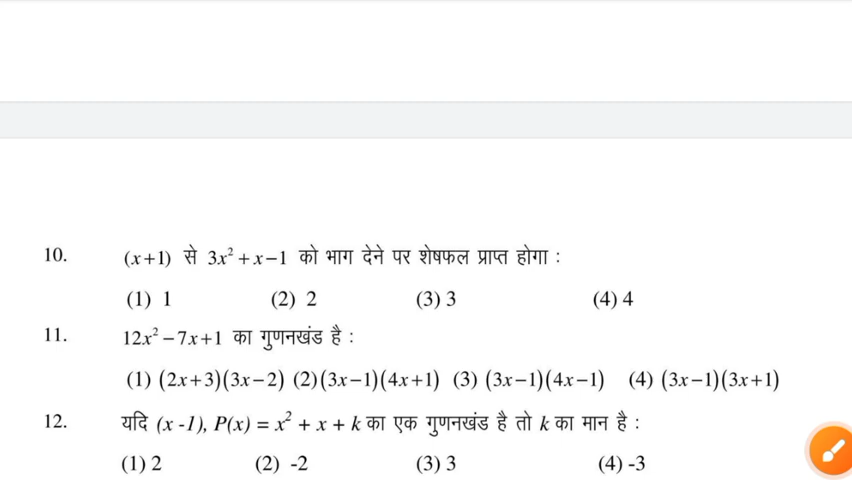 10. (x+1) से 3x² + x − 1 को भाग देने पर शेषफल प्राप्त होगा :
(1) 1 (2) 2 (3) 3 (4) 4
11. 12x² − 7x + 1 का गुणनखंड है :
(1) (2x+3)(3x−2) (2) (3x−1)(4x+1) (3) (3x−1)(4x−1) (4) (3x−1)(3x+1)
12. यदि (x -1), P(x) = x² + x + k का एक गुणनखंड है तो k का मान है :
(1) 2 (2) -2 (3) 3 (4) -3